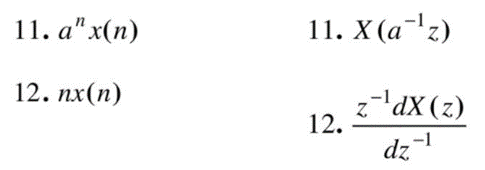 11. aⁿx(n)
11. X(a⁻¹z)
12. nx(n)
12. z⁻¹dX(z)
dz⁻¹